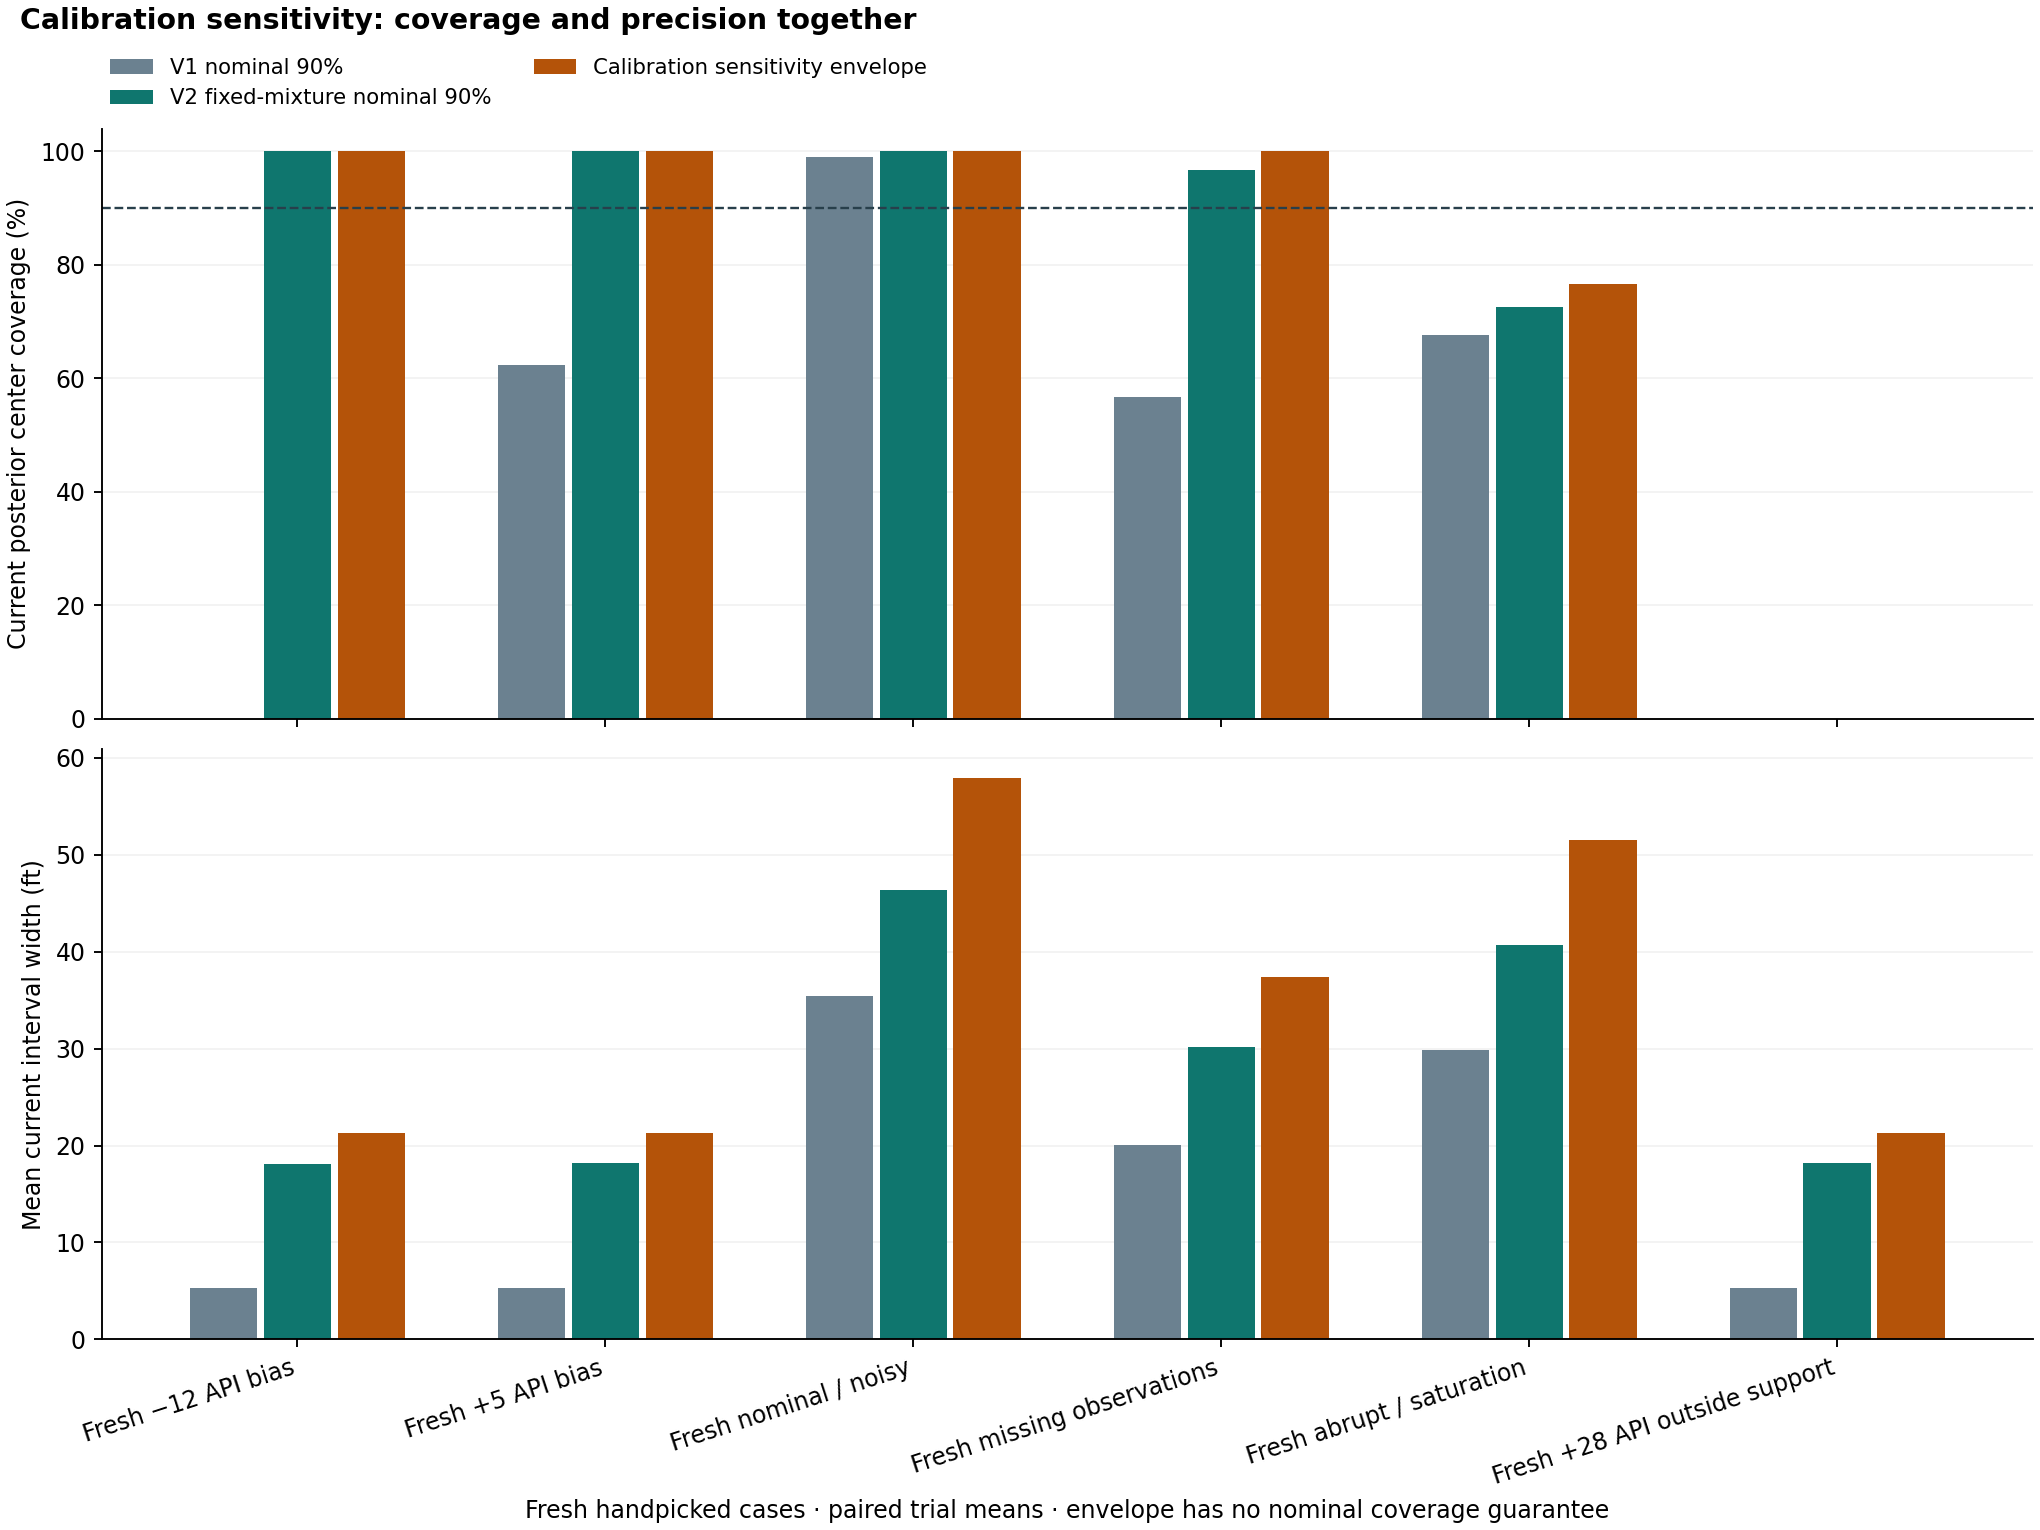 Calibration sensitivity: coverage and precision together
V1 nominal 90%
V2 fixed-mixture nominal 90%
Calibration sensitivity envelope
Current posterior center coverage (%)
100
80
60
40
20
0
Mean current interval width (ft)
60
50
40
30
20
10
0
Fresh −12 API bias
Fresh +5 API bias
Fresh nominal / noisy
Fresh missing observations
Fresh abrupt / saturation
Fresh +28 API outside support
Fresh handpicked cases · paired trial means · envelope has no nominal coverage guarantee